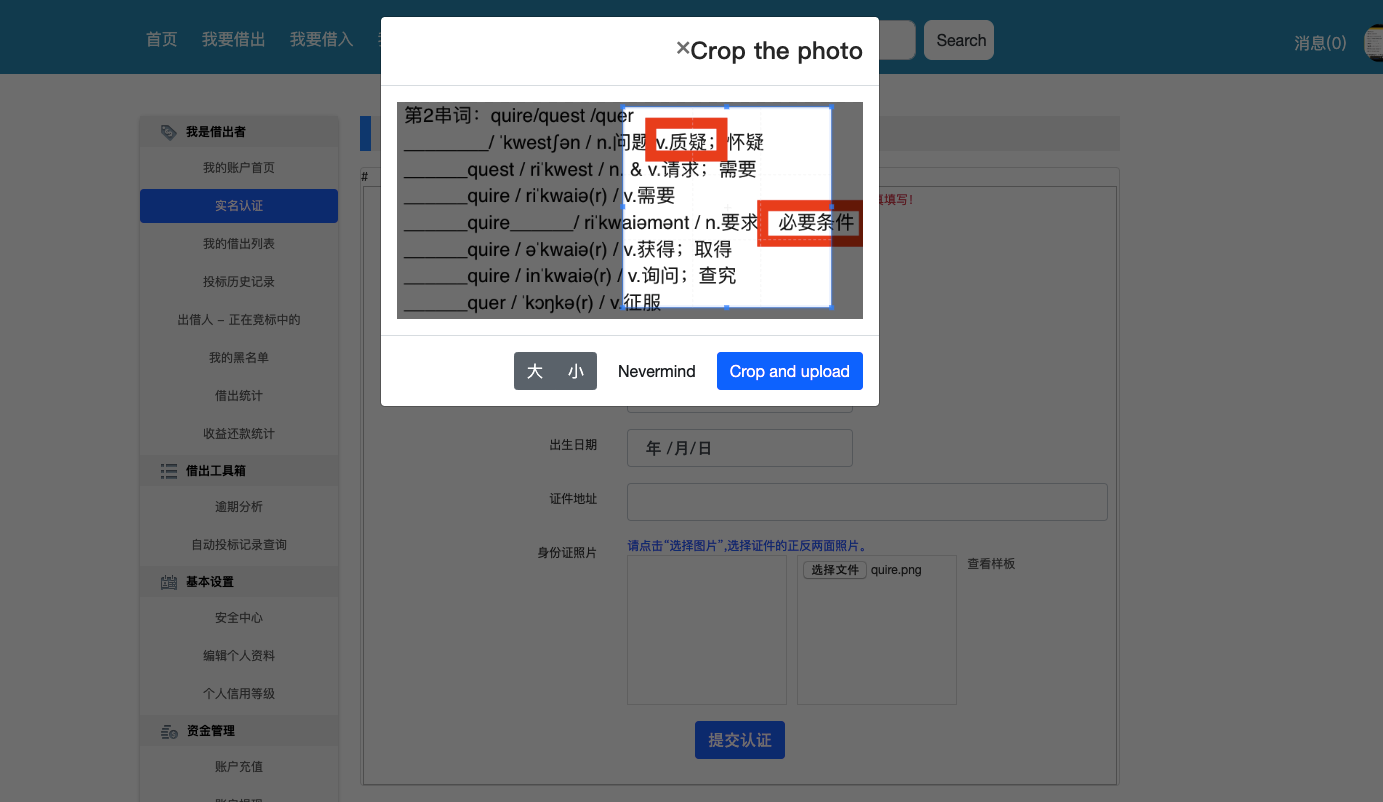 首页 我要借出 我要借入
Search
消息(0)
×Crop the photo
第2串词：quire/quest /quer
________/ ˈkwestʃən / n.问题 v.质疑；怀疑
______quest / riˈkwest / n. & v.请求；需要
______quire / riˈkwaiə(r) / v.需要
______quire______/ riˈkwaiəmənt / n.要求 必要条件
______quire / əˈkwaiə(r) / v.获得；取得
______quire / inˈkwaiə(r) / v.询问；查究
______quer / ˈkɔŋkə(r) / v.征服
大 小 Nevermind Crop and upload
我是借出者
我的账户首页
实名认证
我的借出列表
投标历史记录
出借人 – 正在竞标中的
我的黑名单
借出统计
收益还款统计
借出工具箱
逾期分析
自动投标记录查询
基本设置
安全中心
编辑个人资料
个人信用等级
资金管理
账户充值
#
真填写！
出生日期 年 /月/日
证件地址
身份证照片 请点击“选择图片”,选择证件的正反两面照片。
选择文件 quire.png 查看样板
提交认证